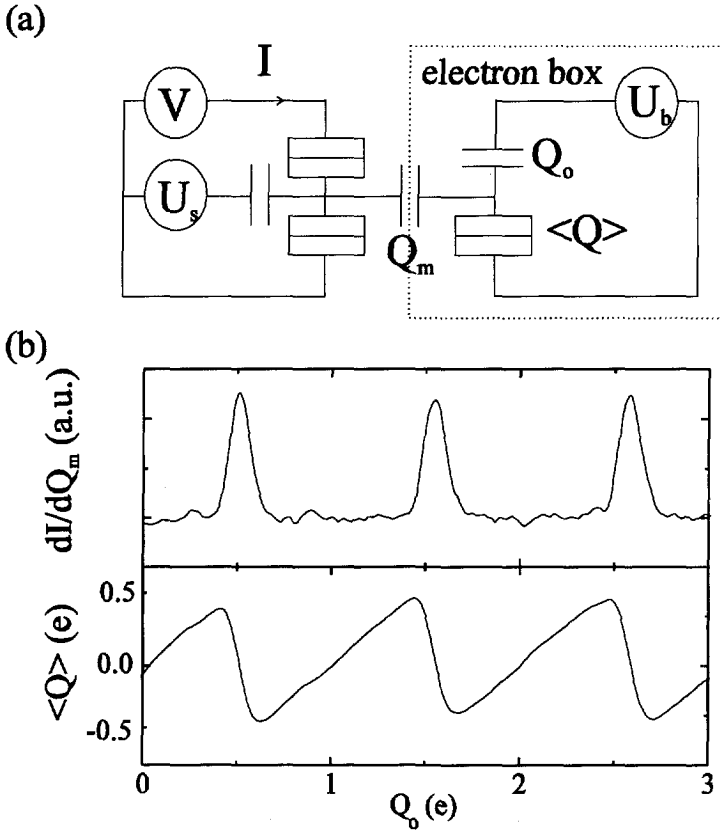 (a)
I
electron box
V
U_b
Q_o
U_s
<Q>
Q_m
(b)
dI/dQ_m (a.u.)
0.5
0.0
-0.5
<Q> (e)
0 1 2 3
Q_o (e)